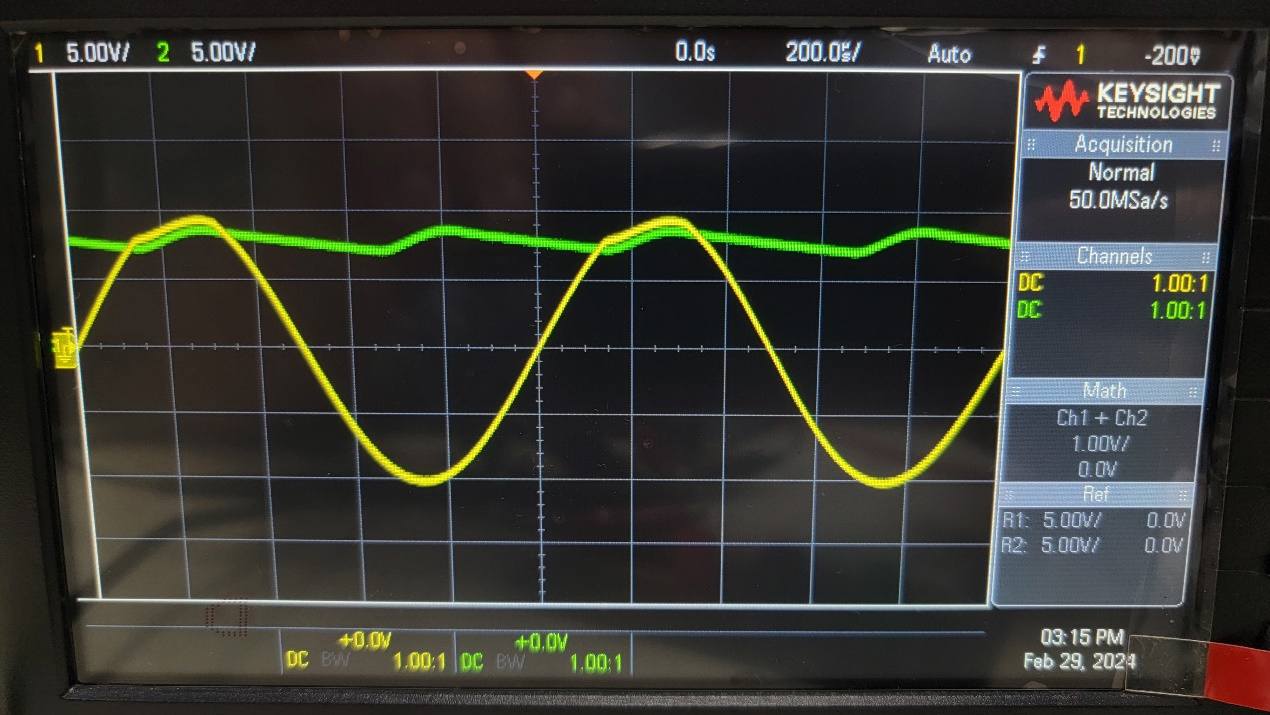 1 5.00V/ 2 5.00V/ 0.0s 200.0µs/ Auto 1 -200mV
KEYSIGHT
TECHNOLOGIES
Acquisition
Normal
50.0MSa/s
Channels
DC 1.00:1
DC 1.00:1
Math
Ch1 + Ch2
1.00V/
0.0V
Ref
R1: 5.00V/ 0.0V
R2: 5.00V/ 0.0V
+0.0V +0.0V
DC BW 1.00:1 DC BW 1.00:1
03:15 PM
Feb 29, 2024